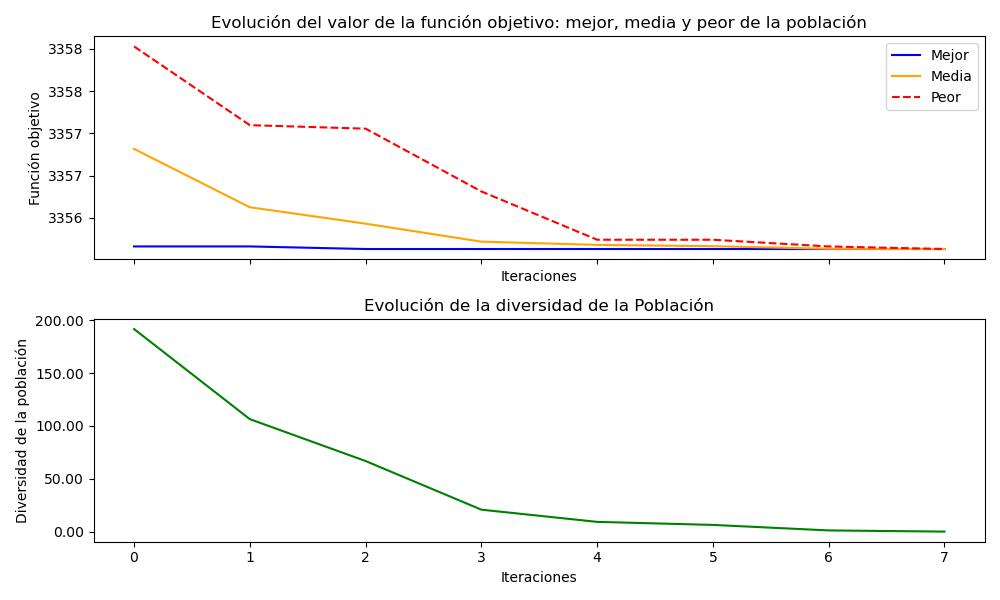 Evolución del valor de la función objetivo: mejor, media y peor de la población
3358
3358
3357
3357
3356
Función objetivo
Mejor
Media
Peor
Iteraciones
Evolución de la diversidad de la Población
200.00
150.00
100.00
50.00
0.00
Diversidad de la población
0 1 2 3 4 5 6 7
Iteraciones